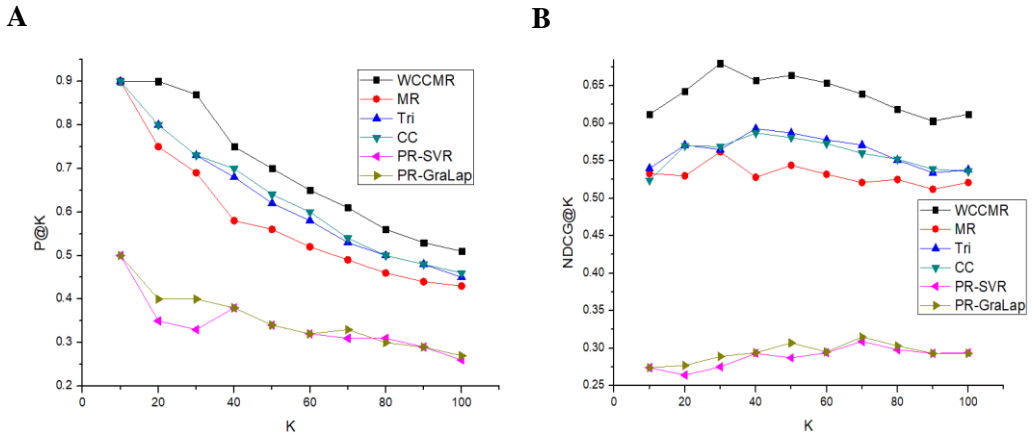 A
P@K
0.9
0.8
0.7
0.6
0.5
0.4
0.3
0.2
0
20
40
60
80
100
K
WCCMR
MR
Tri
CC
PR-SVR
PR-GraLap
B
NDCG@K
0.65
0.60
0.55
0.50
0.45
0.40
0.35
0.30
0.25
0
20
40
60
80
100
K
WCCMR
MR
Tri
CC
PR-SVR
PR-GraLap